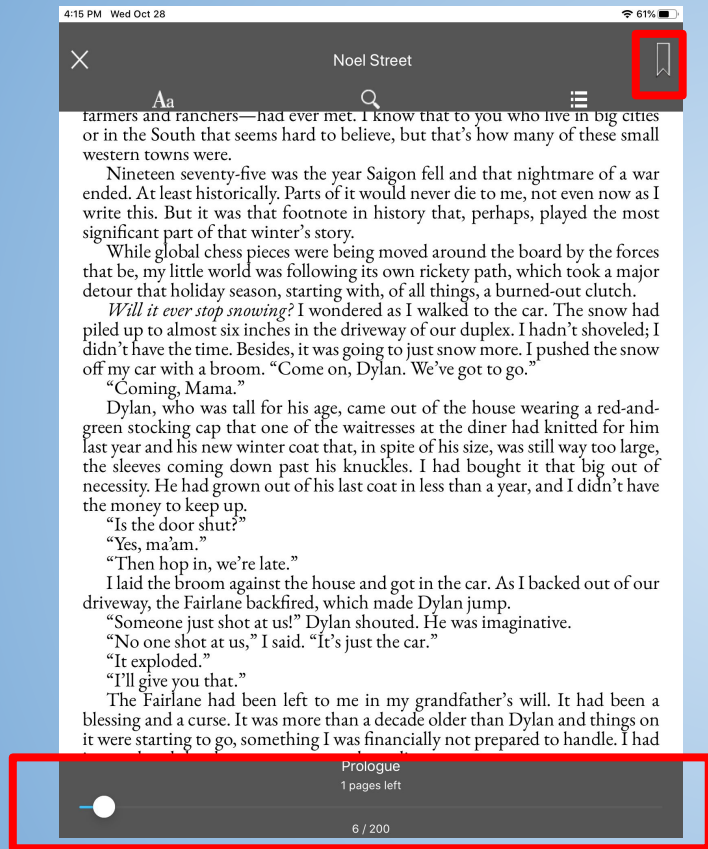 4:15 PM Wed Oct 28 61%
Noel Street
Aa
farmers and ranchers—had ever met. I know that to you who live in big cities
or in the South that seems hard to believe, but that’s how many of these small
western towns were.
Nineteen seventy-five was the year Saigon fell and that nightmare of a war
ended. At least historically. Parts of it would never die to me, not even now as I
write this. But it was that footnote in history that, perhaps, played the most
significant part of that winter’s story.
While global chess pieces were being moved around the board by the forces
that be, my little world was following its own rickety path, which took a major
detour that holiday season, starting with, of all things, a burned-out clutch.
Will it ever stop snowing? I wondered as I walked to the car. The snow had
piled up to almost six inches in the driveway of our duplex. I hadn’t shoveled; I
didn’t have the time. Besides, it was going to just snow more. I pushed the snow
off my car with a broom. “Come on, Dylan. We’ve got to go.”
“Coming, Mama.”
Dylan, who was tall for his age, came out of the house wearing a red-and-
green stocking cap that one of the waitresses at the diner had knitted for him
last year and his new winter coat that, in spite of his size, was still way too large,
the sleeves coming down past his knuckles. I had bought it that big out of
necessity. He had grown out of his last coat in less than a year, and I didn’t have
the money to keep up.
“Is the door shut?”
“Yes, ma’am.”
“Then hop in, we’re late.”
I laid the broom against the house and got in the car. As I backed out of our
driveway, the Fairlane backfired, which made Dylan jump.
“Someone just shot at us!” Dylan shouted. He was imaginative.
“No one shot at us,” I said. “It’s just the car.”
“It exploded.”
“I’ll give you that.”
The Fairlane had been left to me in my grandfather’s will. It had been a
blessing and a curse. It was more than a decade older than Dylan and things on
it were starting to go, something I was financially not prepared to handle. I had
Prologue
1 pages left
6 / 200